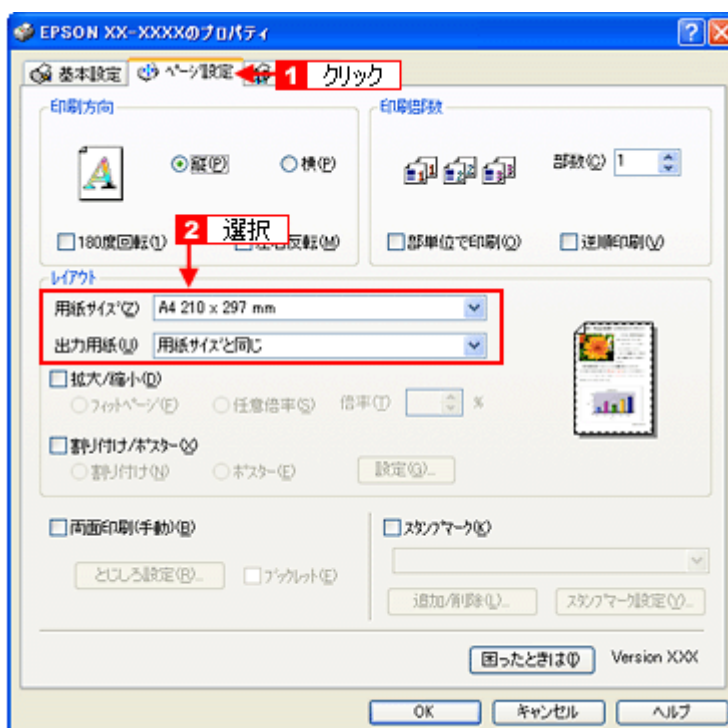 EPSON XX-XXXXのプロパティ
基本設定 ページ設定
1 クリック
印刷方向
縦(P) 横(P)
180度回転(1) 左右反転(M)
印刷部数
部数(C) 1
部単位で印刷(O) 逆順印刷(V)
2 選択
レイアウト
用紙サイズ(Z) A4 210 x 297 mm
出力用紙(U) 用紙サイズと同じ
拡大/縮小(D)
フィットページ(F) 任意倍率(S) 倍率(T) %
割り付け/ポスター(X)
割り付け(N) ポスター(E) 設定(G)...
両面印刷(手動)(B)
とじしろ設定(R)... ブックレット(E)
スタンプマーク(K)
追加/削除(L)... スタンプマーク設定(Y)...
困ったときは(I) Version XXX
OK キャンセル ヘルプ